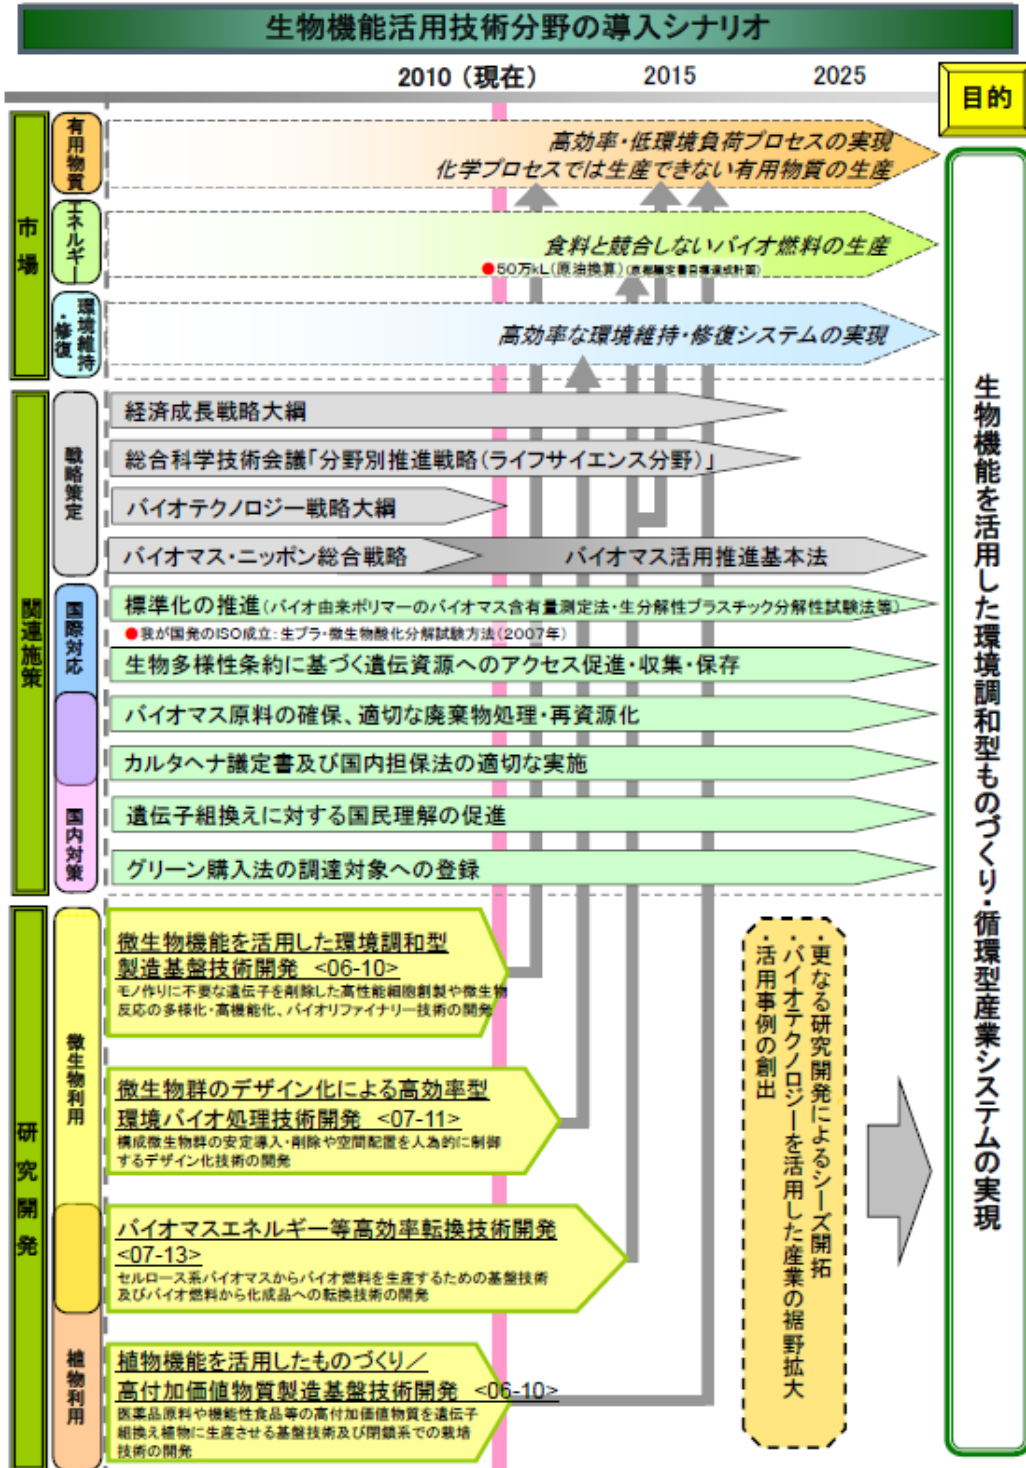 生物機能活用技術分野の導入シナリオ
2010（現在）
2015
2025
目的
市場
有用物質
高効率・低環境負荷プロセスの実現
化学プロセスでは生産できない有用物質の生産
エネルギー
食料と競合しないバイオ燃料の生産
●50万kL（原油換算）（京都議定書目標達成計画）
環境維持
・修復
高効率な環境維持・修復システムの実現
関連施策
戦略策定
経済成長戦略大綱
総合科学技術会議「分野別推進戦略（ライフサイエンス分野）」
バイオテクノロジー戦略大綱
バイオマス・ニッポン総合戦略
バイオマス活用推進基本法
国際対応
標準化の推進（バイオ由来ポリマーのバイオマス含有量測定法・生分解性プラスチック分解性試験法等）
●我が国発のISO成立：生プラ・微生物酸化分解試験方法（2007年）
生物多様性条約に基づく遺伝資源へのアクセス促進・収集・保存
バイオマス原料の確保、適切な廃棄物処理・再資源化
カルタヘナ議定書及び国内担保法の適切な実施
国内対策
遺伝子組換えに対する国民理解の促進
グリーン購入法の調達対象への登録
研究開発
微生物利用
微生物機能を活用した環境調和型
製造基盤技術開発 <06-10>
モノ作りに不要な遺伝子を削除した高性能細胞創製や微生物
反応の多様化・高機能化、バイオリファイナリー技術の開発
微生物群のデザイン化による高効率型
環境バイオ処理技術開発 <07-11>
構成微生物群の安定導入・削除や空間配置を人為的に制御
するデザイン化技術の開発
バイオマスエネルギー等高効率転換技術開発
<07-13>
セルロース系バイオマスからバイオ燃料を生産するための基盤技術
及びバイオ燃料から化成品への転換技術の開発
植物利用
植物機能を活用したものづくり／
高付加価値物質製造基盤技術開発 <06-10>
医薬品原料や機能性食品等の高付加価値物質を遺伝子
組換え植物に生産させる基盤技術及び閉鎖系での栽培
技術の開発
・更なる研究開発によるシーズ開拓
・バイオテクノロジーを活用した産業の裾野拡大
・活用事例の創出
生物機能を活用した環境調和型ものづくり・循環型産業システムの実現